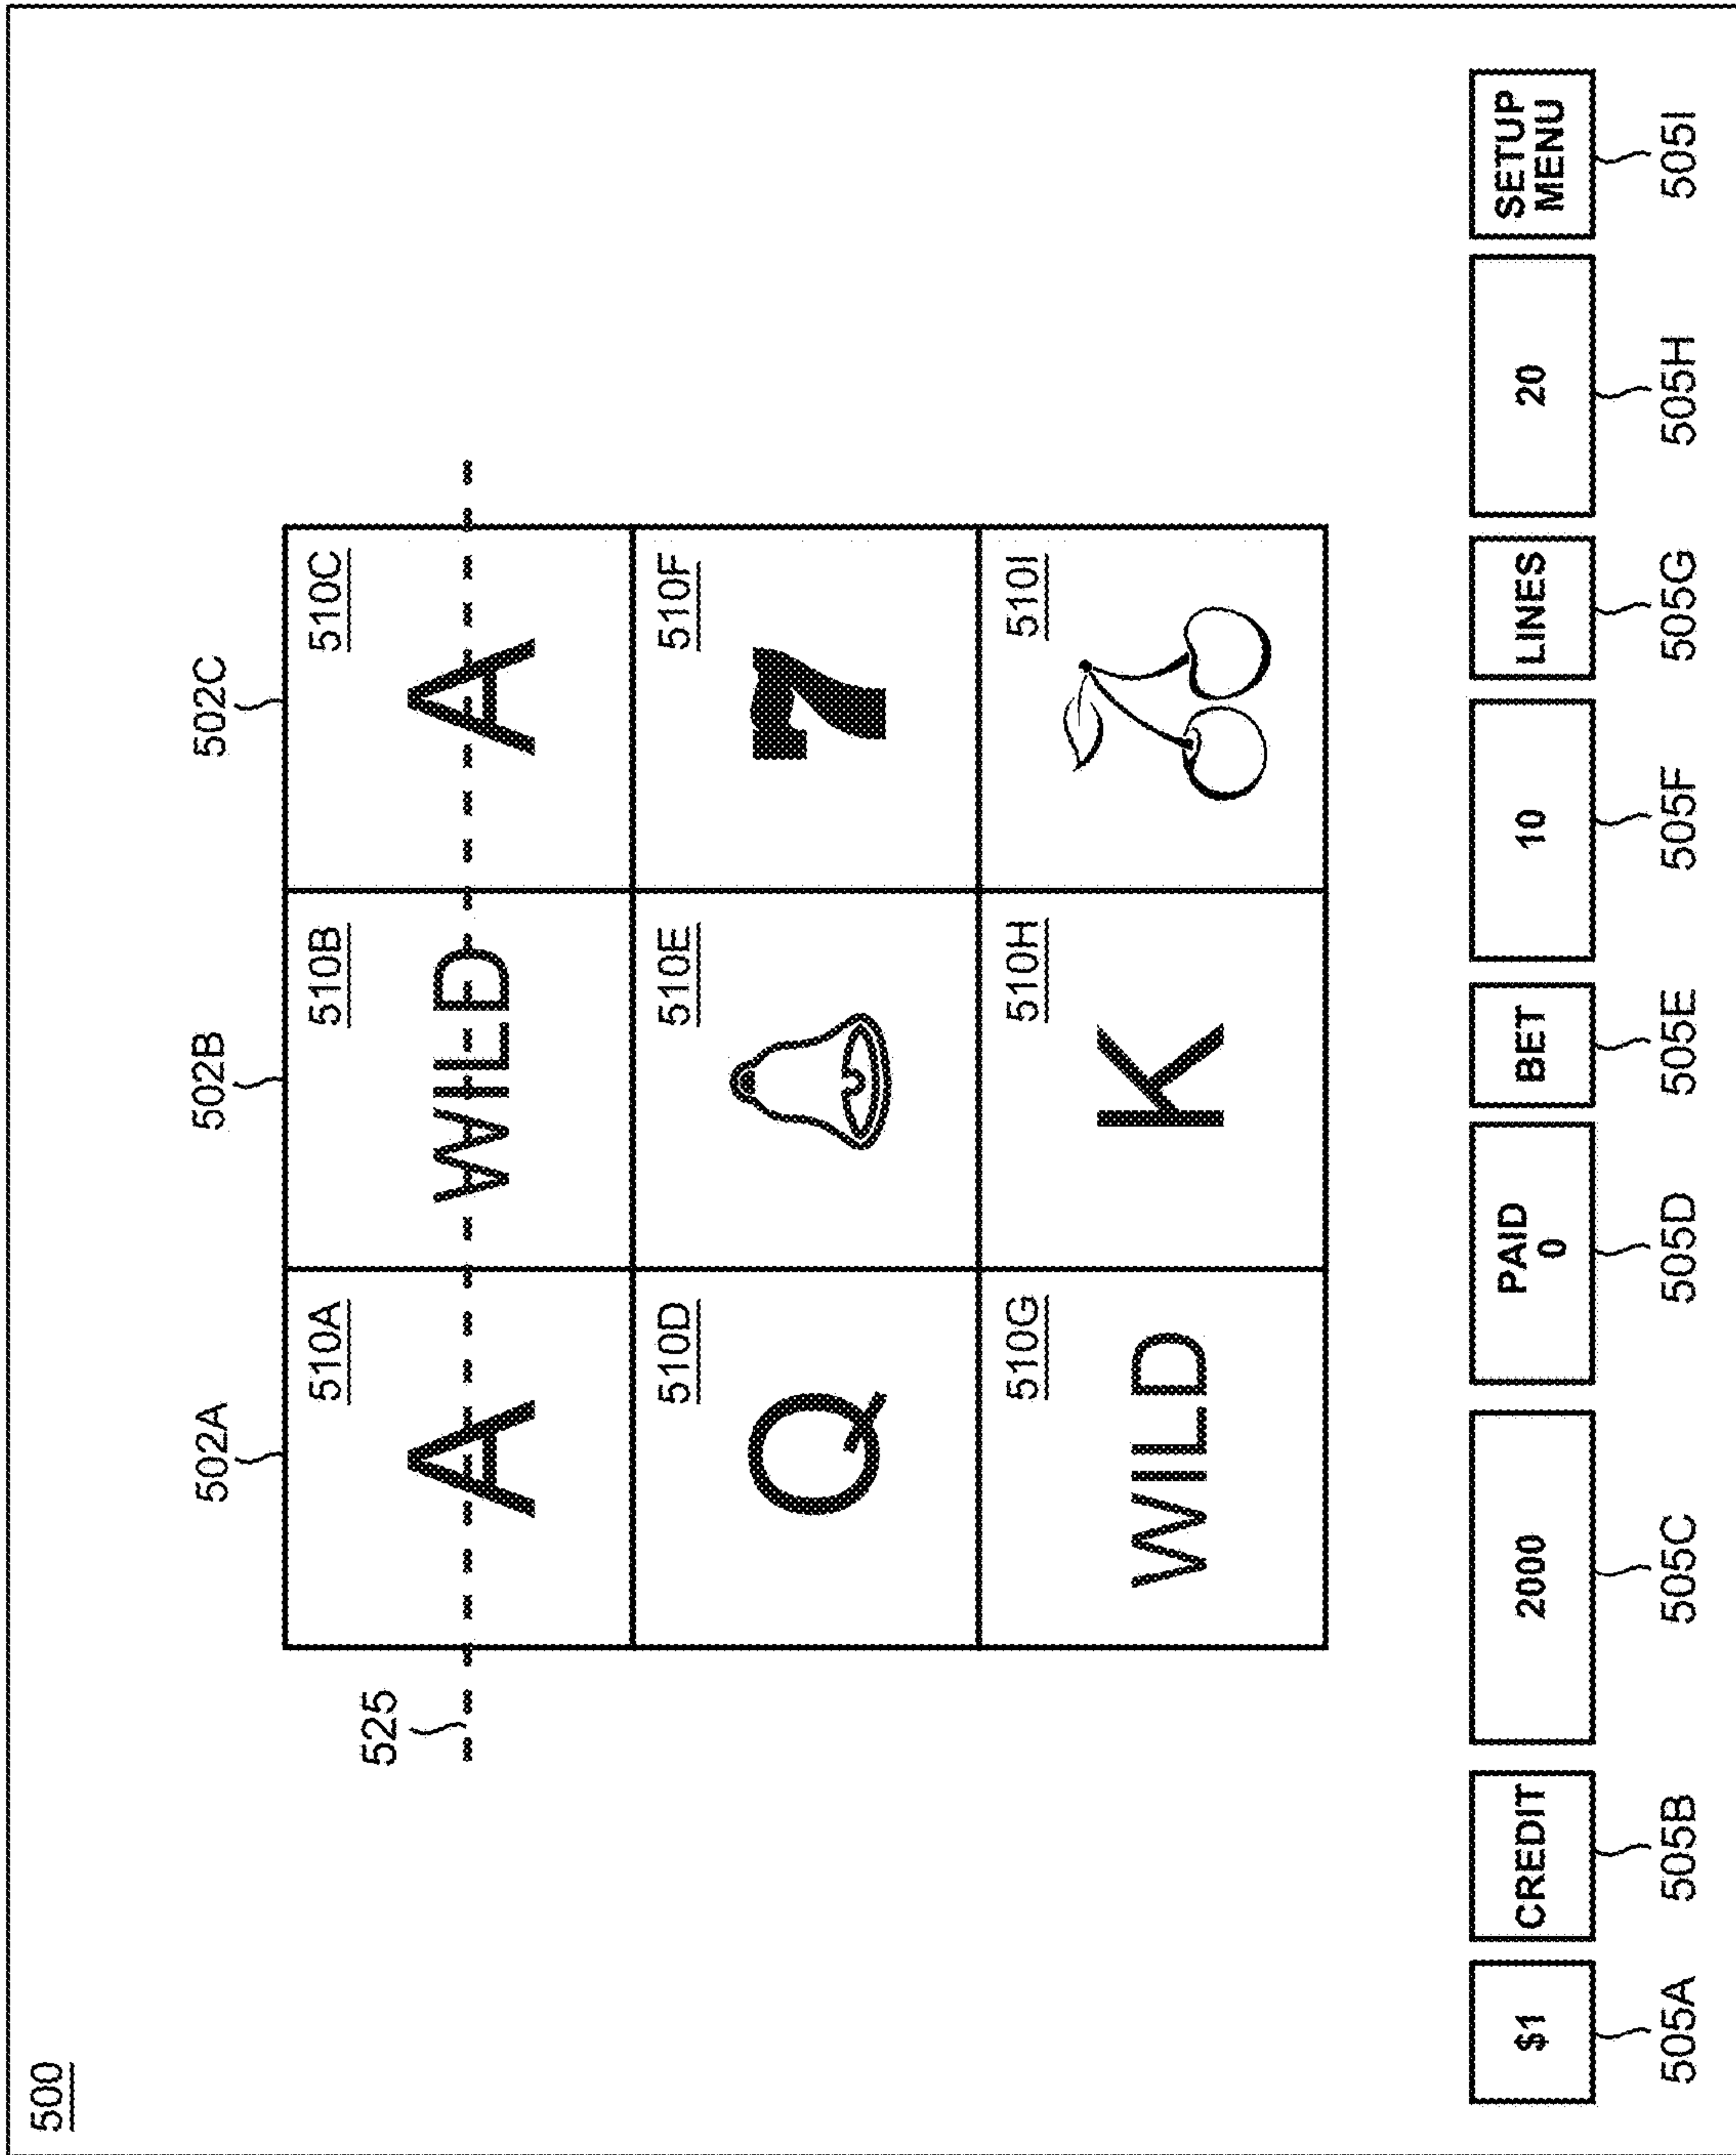 500
502A
502B
502C
525
510A
510B
510C
A
WILD
A
510D
510E
510F
Q
7
510G
510H
510I
WILD
K
$1
CREDIT
2000
PAID
0
BET
10
LINES
20
SETUP
MENU
505A
505B
505C
505D
505E
505F
505G
505H
505I